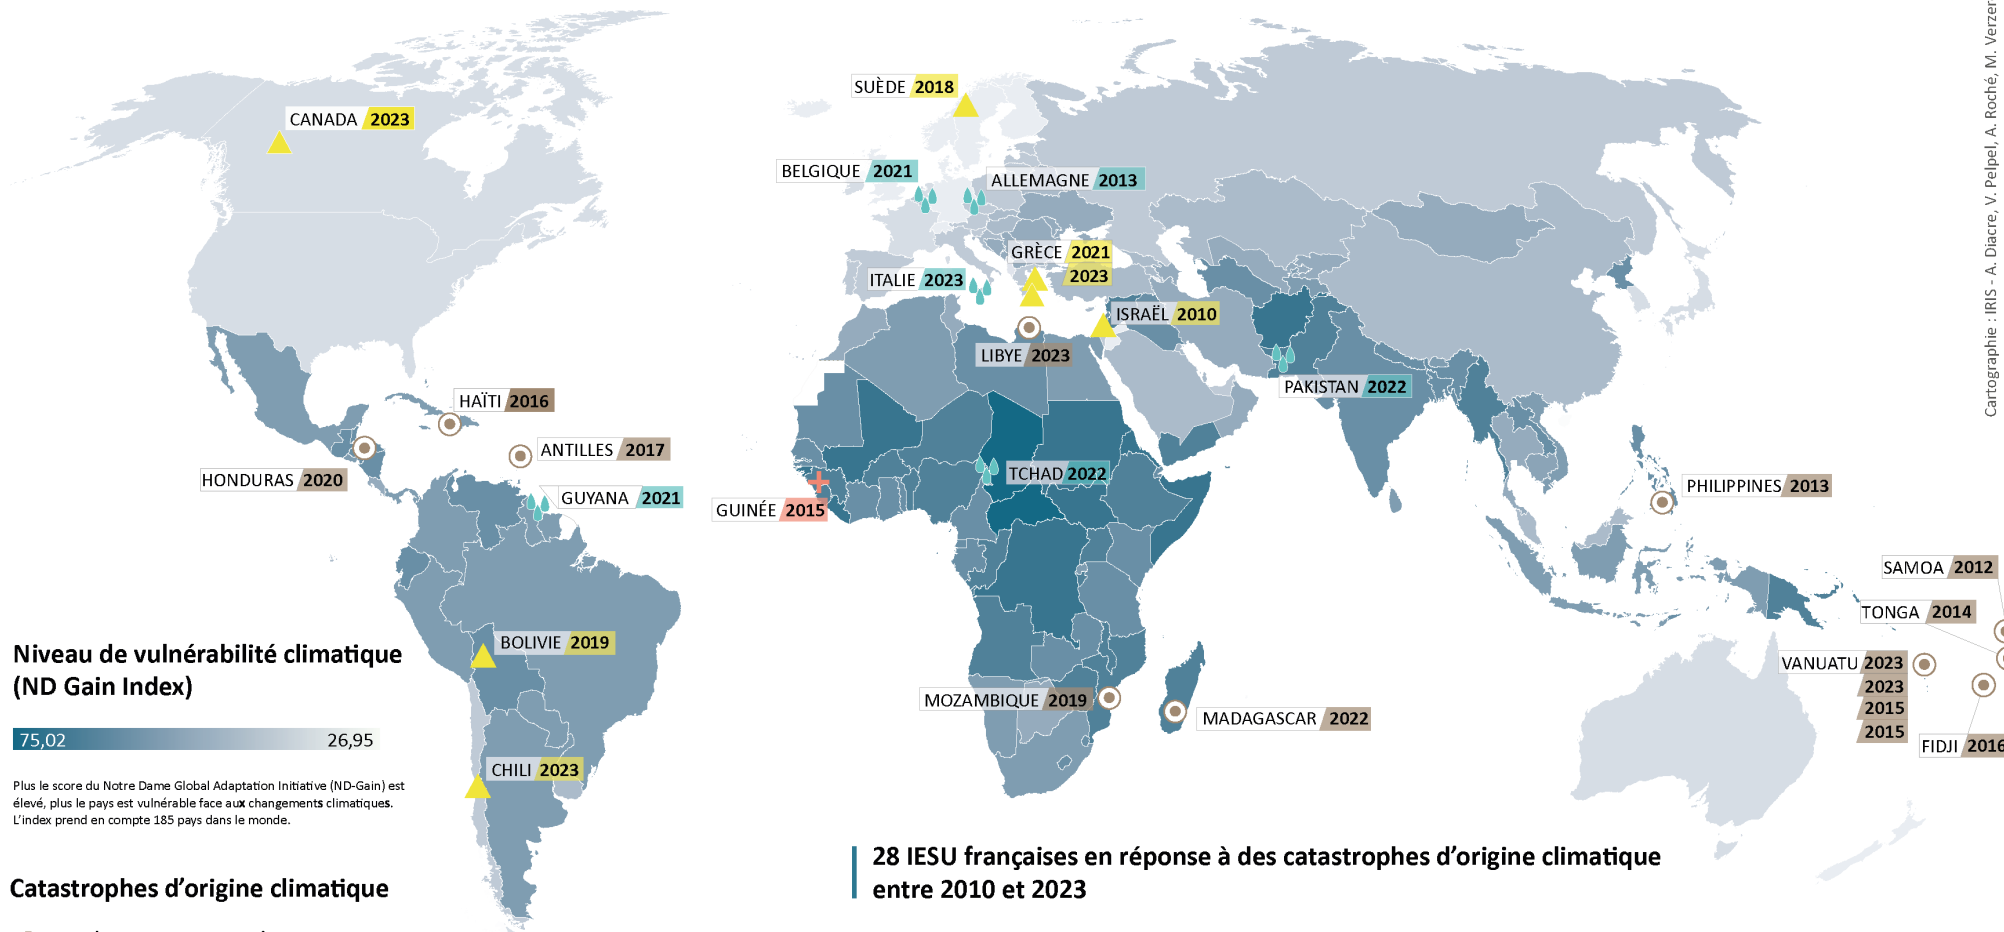 SUÈDE 2018
CANADA 2023
BELGIQUE 2021
ALLEMAGNE 2013
GRÈCE 2021
2023
ITALIE 2023
ISRAËL 2010
LIBYE 2023
PAKISTAN 2022
HAÏTI 2016
ANTILLES 2017
HONDURAS 2020
GUYANA 2021
TCHAD 2022
GUINÉE 2015
PHILIPPINES 2013
SAMOA 2012
TONGA 2014
VANUATU 2023
2023
2015
2015
FIDJI 2016
BOLIVIE 2019
MOZAMBIQUE 2019
MADAGASCAR 2022
CHILI 2023
Niveau de vulnérabilité climatique
(ND Gain Index)
75,02 26,95
Plus le score du Notre Dame Global Adaptation Initiative (ND-Gain) est
élevé, plus le pays est vulnérable face aux changements climatiques.
L'index prend en compte 185 pays dans le monde.
Catastrophes d'origine climatique
28 IESU françaises en réponse à des catastrophes d'origine climatique
entre 2010 et 2023
Cartographie : IRIS - A. Diacre, V. Pelpel, A. Roché, M. Verzer